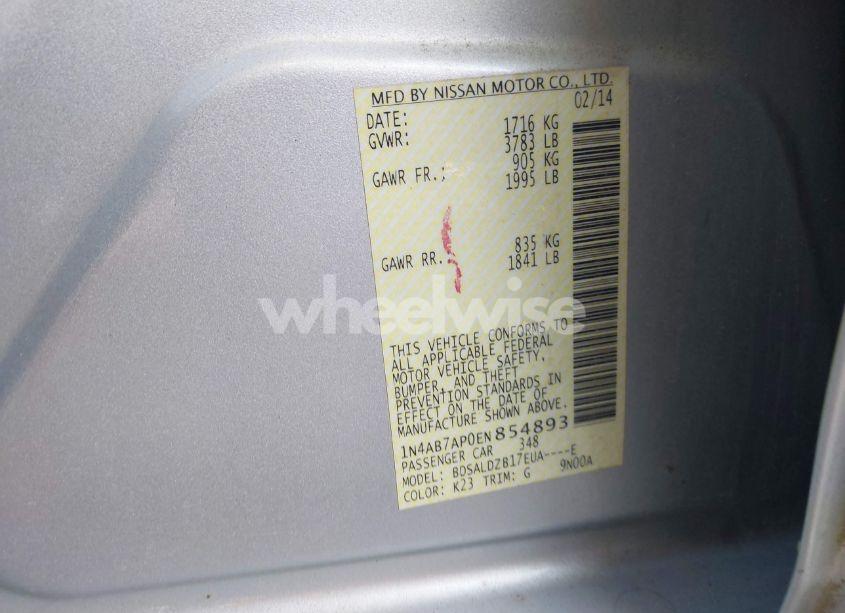 MFD BY NISSAN MOTOR CO., LTD.
DATE: 02/14
GVWR: 1716 KG
3783 LB
GAWR FR.: 905 KG
1995 LB
GAWR RR. 835 KG
1841 LB
wheelwise
THIS VEHICLE CONFORMS TO
ALL APPLICABLE FEDERAL
MOTOR VEHICLE SAFETY,
BUMPER, AND THEFT
PREVENTION STANDARDS IN
EFFECT ON THE DATE OF
MANUFACTURE SHOWN ABOVE.
1N4AB7AP0EN854893
PASSENGER CAR 348
MODEL: BDSALDZB17EUA----E
COLOR: K23 TRIM: G 9N00A